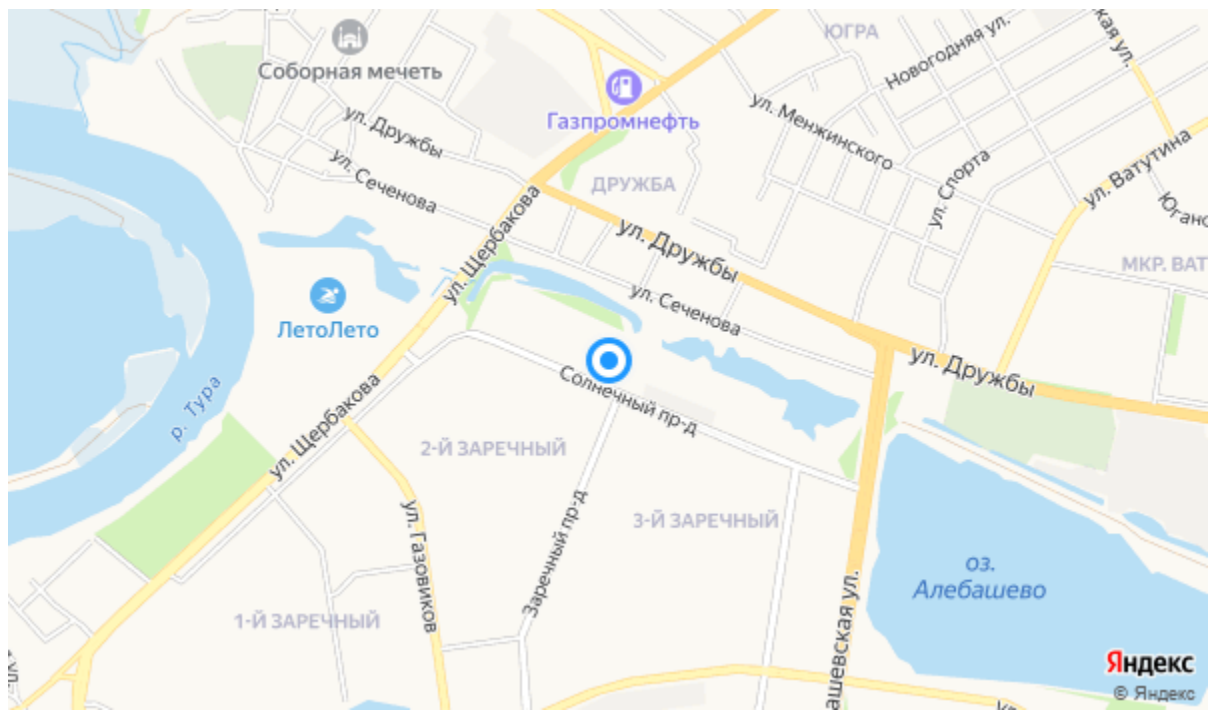 ЮГРА
Новогодняя ул.
Соборная мечеть
Газпромнефть
ул. Менжинского
ул. Дружбы
ул. Сеченова
ул. Спорта
ул. Ватутина
ДРУЖБА
ул. Щербакова
ул. Дружбы
МКР. ВАТ
ул. Сеченова
ЛетоЛето
ул. Дружбы
р. Тура
Солнечный пр-д
ул. Щербакова
2-Й ЗАРЕЧНЫЙ
3-Й ЗАРЕЧНЫЙ
ул. Газовиков
Заречный пр-д
оз.
Алебашево
1-Й ЗАРЕЧНЫЙ
ашевская ул.
Яндекс
© Яндекс